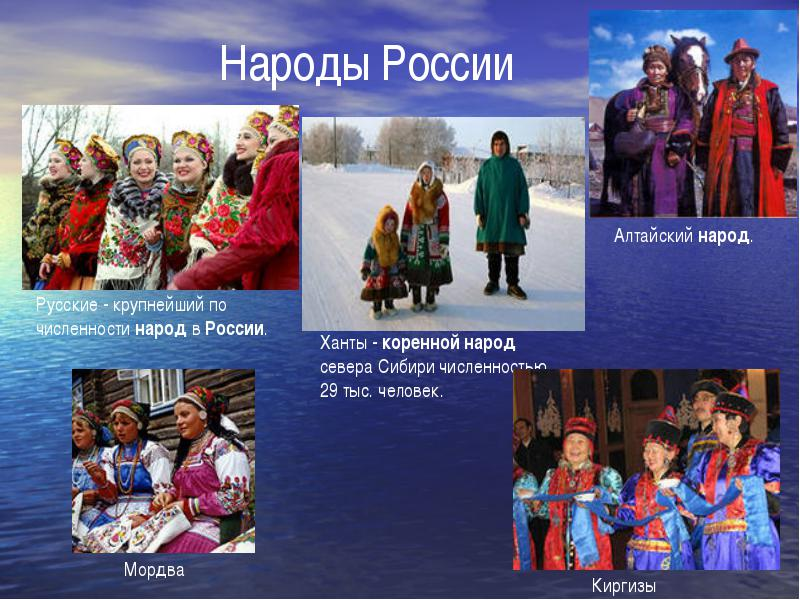 Народы России
Алтайский народ.
Русские - крупнейший по
численности народ в России.
Ханты - коренной народ
севера Сибири численностью
29 тыс. человек.
Мордва
Киргизы